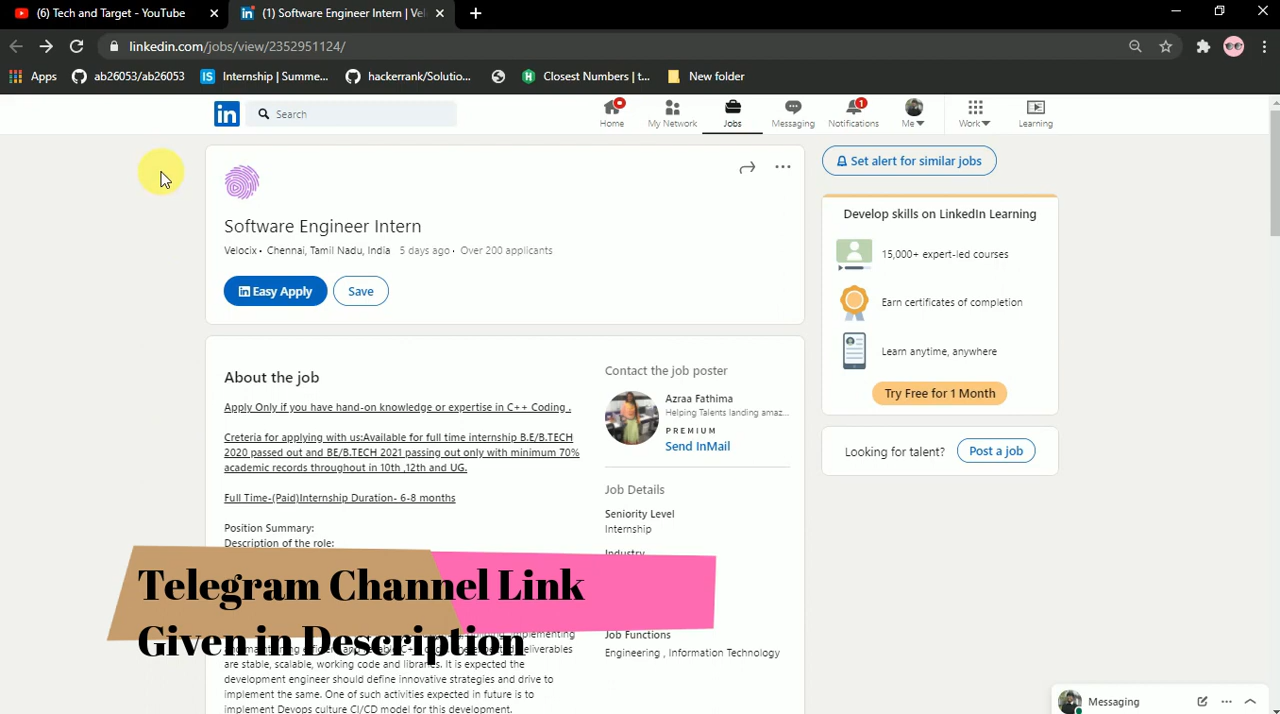 (6) Tech and Target - YouTube
(1) Software Engineer Intern | Vel
linkedin.com/jobs/view/2352951124/
Apps
ab26053/ab26053
IS
Internship | Summe...
hackerrank/Solutio...
Closest Numbers | t...
New folder
in
Search
Home
My Network
Jobs
Messaging
1
Notifications
Me
Work
Learning
Software Engineer Intern
Velocix • Chennai, Tamil Nadu, India 5 days ago · Over 200 applicants
in Easy Apply
Save
Set alert for similar jobs
Develop skills on LinkedIn Learning
15,000+ expert-led courses
Earn certificates of completion
Learn anytime, anywhere
Try Free for 1 Month
Looking for talent?
Post a job
About the job
Apply Only if you have hand-on knowledge or expertise in C++ Coding .
Creteria for applying with us:Available for full time internship B.E/B.TECH
2020 passed out and BE/B.TECH 2021 passing out only with minimum 70%
academic records throughout in 10th ,12th and UG.
Full Time-(Paid)Internship Duration- 6-8 months
Position Summary:
Description of the role:
Contact the job poster
Azraa Fathima
Helping Talents landing amaz...
PREMIUM
Send InMail
Job Details
Seniority Level
Internship
Industry
Job Functions
Engineering , Information Technology
Telegram Channel Link
Given in Description
implementing
deliverables
are stable, scalable, working code and libraries. It is expected the
development engineer should define innovative strategies and drive to
implement the same. One of such activities expected in future is to
implement Devops culture CI/CD model for this development.
Messaging